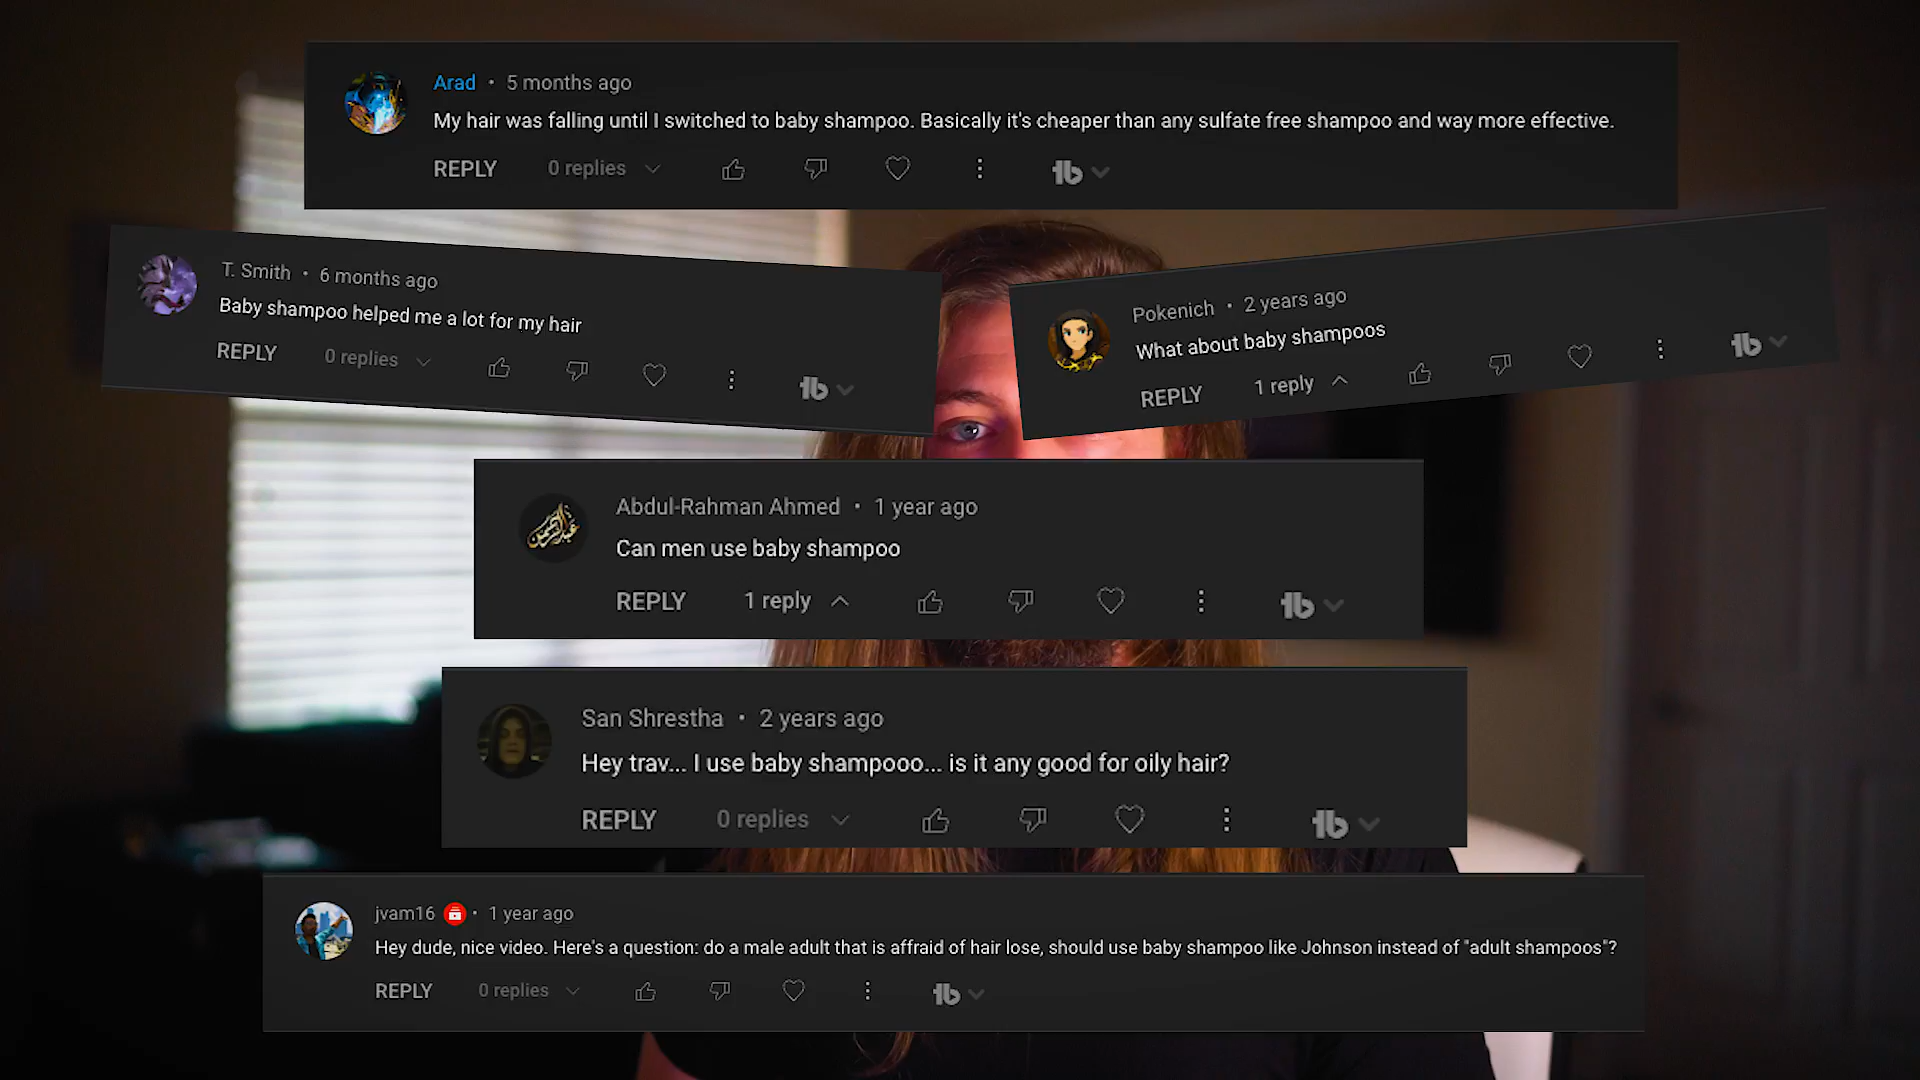 Arad • 5 months ago
My hair was falling until I switched to baby shampoo. Basically it's cheaper than any sulfate free shampoo and way more effective.
REPLY 0 replies
T. Smith • 6 months ago
Baby shampoo helped me a lot for my hair
REPLY 0 replies
Pokenich • 2 years ago
What about baby shampoos
REPLY 1 reply
Abdul-Rahman Ahmed • 1 year ago
Can men use baby shampoo
REPLY 1 reply
San Shrestha • 2 years ago
Hey trav... I use baby shampooo... is it any good for oily hair?
REPLY 0 replies
jvam16 • 1 year ago
Hey dude, nice video. Here's a question: do a male adult that is affraid of hair lose, should use baby shampoo like Johnson instead of "adult shampoos"?
REPLY 0 replies